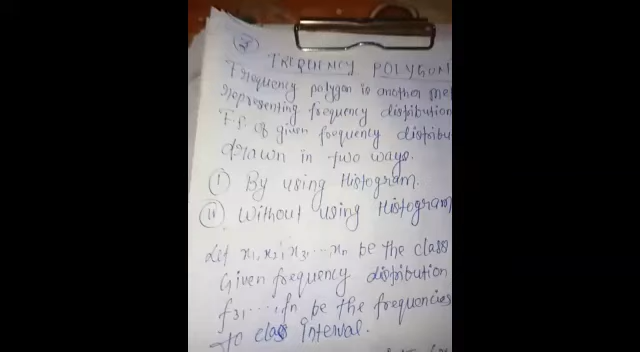 FREQUENCY POLYGON
Frequency polygon is another me
representing frequency distribution
F.P. of given frequency distribu
drawn in two ways.
(i) By using Histogram.
(ii) Without using Histogram
Let x1, x2, x3, ..., xn be the class
Given frequency distribution
f3, ..., fn be the frequencies
to class interval.